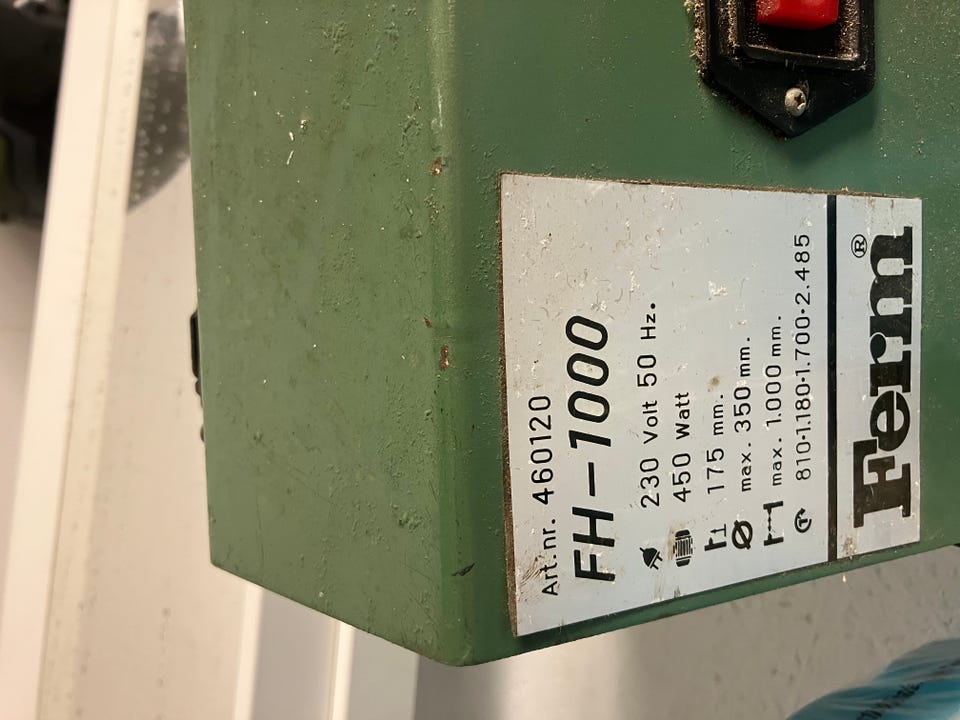 Art.nr. 460120
FH-1000
230 Volt 50 Hz.
450 Watt
175 mm.
max. 350 mm.
max. 1.000 mm.
810-1.180-1.700-2.485
Ferm®